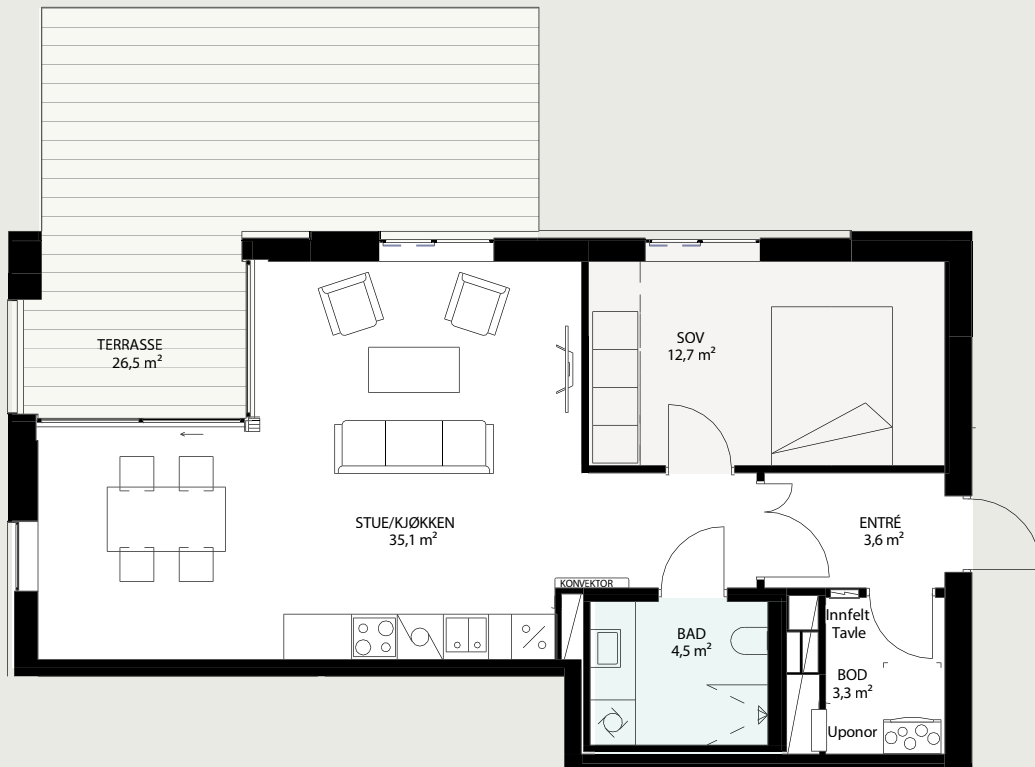 TERRASSE
26,5 m²
SOV
12,7 m²
STUE/KJØKKEN
35,1 m²
ENTRÉ
3,6 m²
KONVEKTOR
BAD
4,5 m²
Innfelt
Tavle
BOD
3,3 m²
Uponor